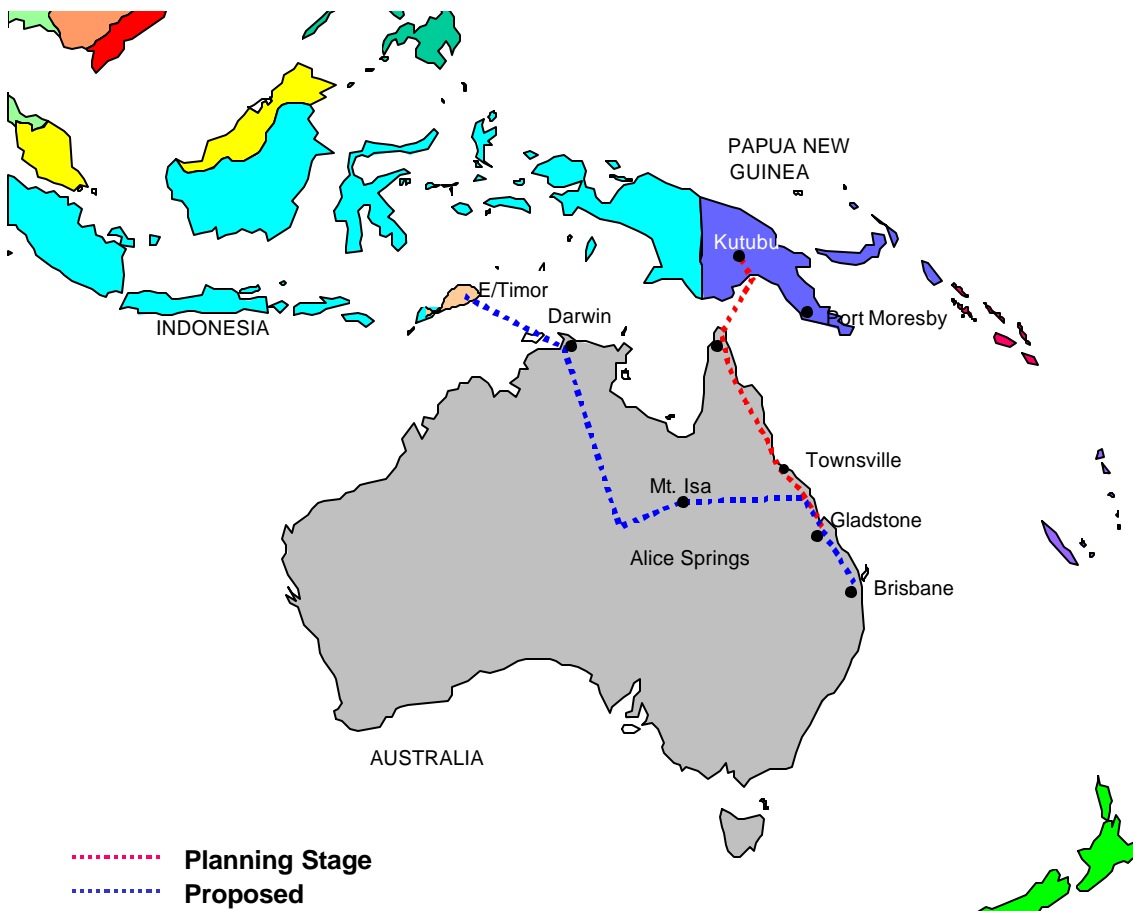 PAPUA NEW
GUINEA
Kutubu
E/Timor
Darwin
Port Moresby
INDONESIA
Townsville
Mt. Isa
Gladstone
Alice Springs
Brisbane
AUSTRALIA
Planning Stage
Proposed